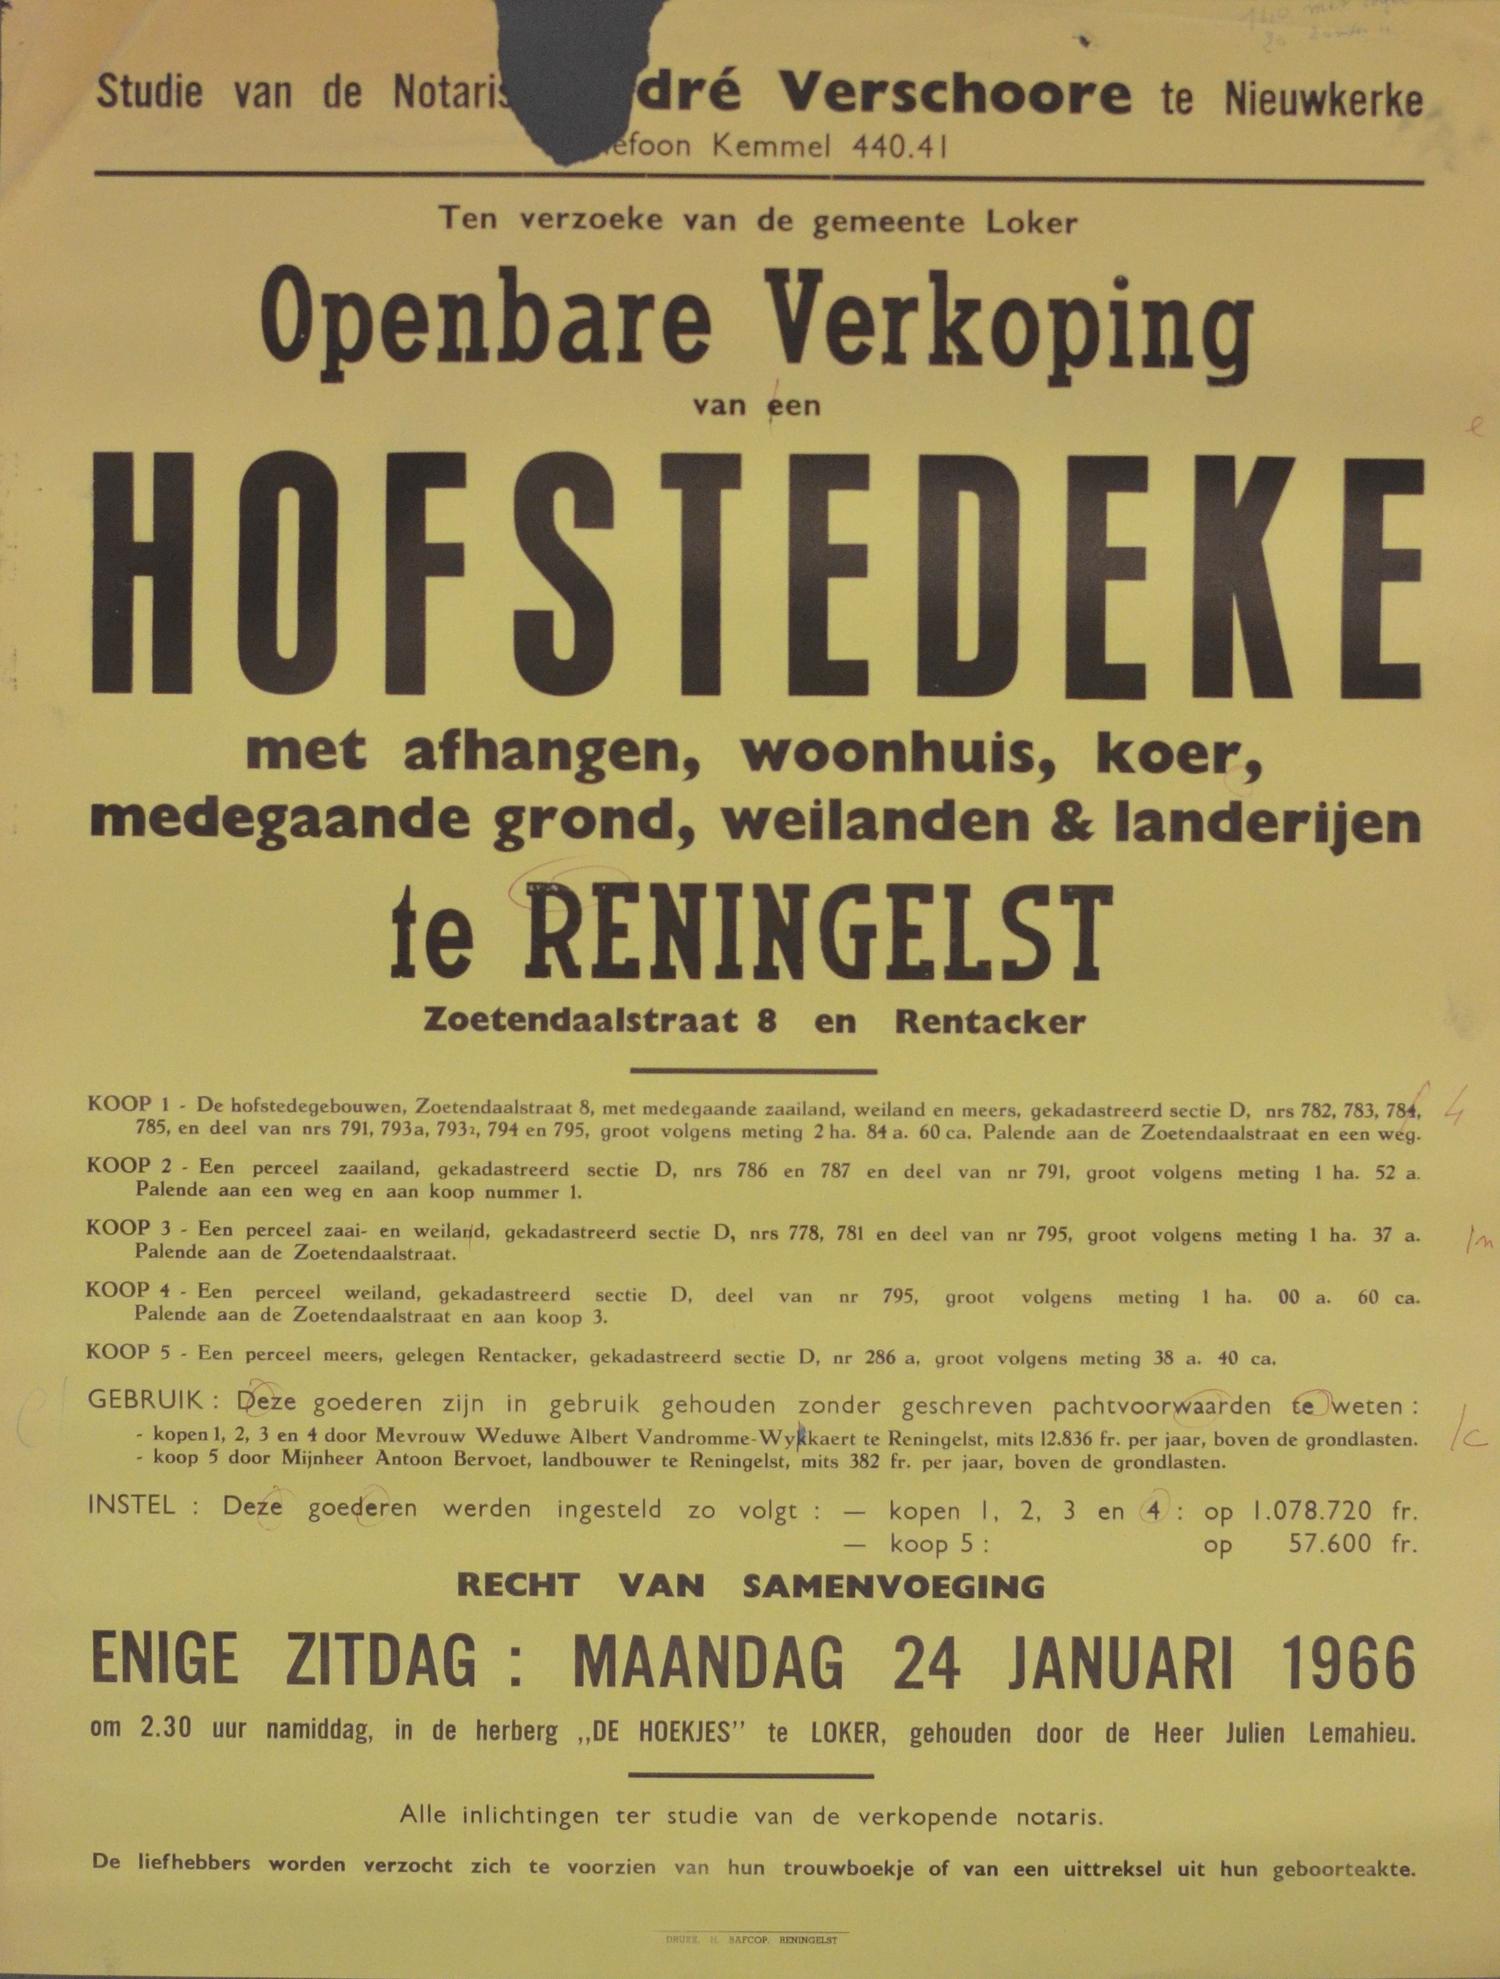 Studie van de Notaris dré Verschoore te Nieuwkerke
efoon Kemmel 440.41
Ten verzoeke van de gemeente Loker
Openbare Verkoping
van een
HOFSTEDEKE
met afhangen, woonhuis, koer,
medegaande grond, weilanden & landerijen
te RENINGELST
Zoetendaalstraat 8 en Rentacker
KOOP 1 - De hofstedegebouwen, Zoetendaalstraat 8, met medegaande zaailand, weiland en meers, gekadastreerd sectie D, nrs 782, 783, 784,
785, en deel van nrs 791, 793a, 793², 794 en 795, groot volgens meting 2 ha. 84 a. 60 ca. Palende aan de Zoetendaalstraat en een weg.
KOOP 2 - Een perceel zaailand, gekadastreerd sectie D, nrs 786 en 787 en deel van nr 791, groot volgens meting 1 ha. 52 a.
Palende aan een weg en aan koop nummer 1.
KOOP 3 - Een perceel zaai- en weiland, gekadastreerd sectie D, nrs 778, 781 en deel van nr 795, groot volgens meting 1 ha. 37 a.
Palende aan de Zoetendaalstraat.
KOOP 4 - Een perceel weiland, gekadastreerd sectie D, deel van nr 795, groot volgens meting 1 ha. 00 a. 60 ca.
Palende aan de Zoetendaalstraat en aan koop 3.
KOOP 5 - Een perceel meers, gelegen Rentacker, gekadastreerd sectie D, nr 286 a, groot volgens meting 38 a. 40 ca.
GEBRUIK : Deze goederen zijn in gebruik gehouden zonder geschreven pachtvoorwaarden te weten :
- kopen 1, 2, 3 en 4 door Mevrouw Weduwe Albert Vandromme-Wykkaert te Reningelst, mits 12.836 fr. per jaar, boven de grondlasten.
- koop 5 door Mijnheer Antoon Bervoet, landbouwer te Reningelst, mits 382 fr. per jaar, boven de grondlasten.
INSTEL : Deze goederen werden ingesteld zo volgt : — kopen 1, 2, 3 en 4 : op 1.078.720 fr.
— koop 5 : op 57.600 fr.
RECHT VAN SAMENVOEGING
ENIGE ZITDAG : MAANDAG 24 JANUARI 1966
om 2.30 uur namiddag, in de herberg „DE HOEKJES” te LOKER, gehouden door de Heer Julien Lemahieu.
Alle inlichtingen ter studie van de verkopende notaris.
De liefhebbers worden verzocht zich te voorzien van hun trouwboekje of van een uittreksel uit hun geboorteakte.
DRUKK. H. BAFCOP, RENINGELST